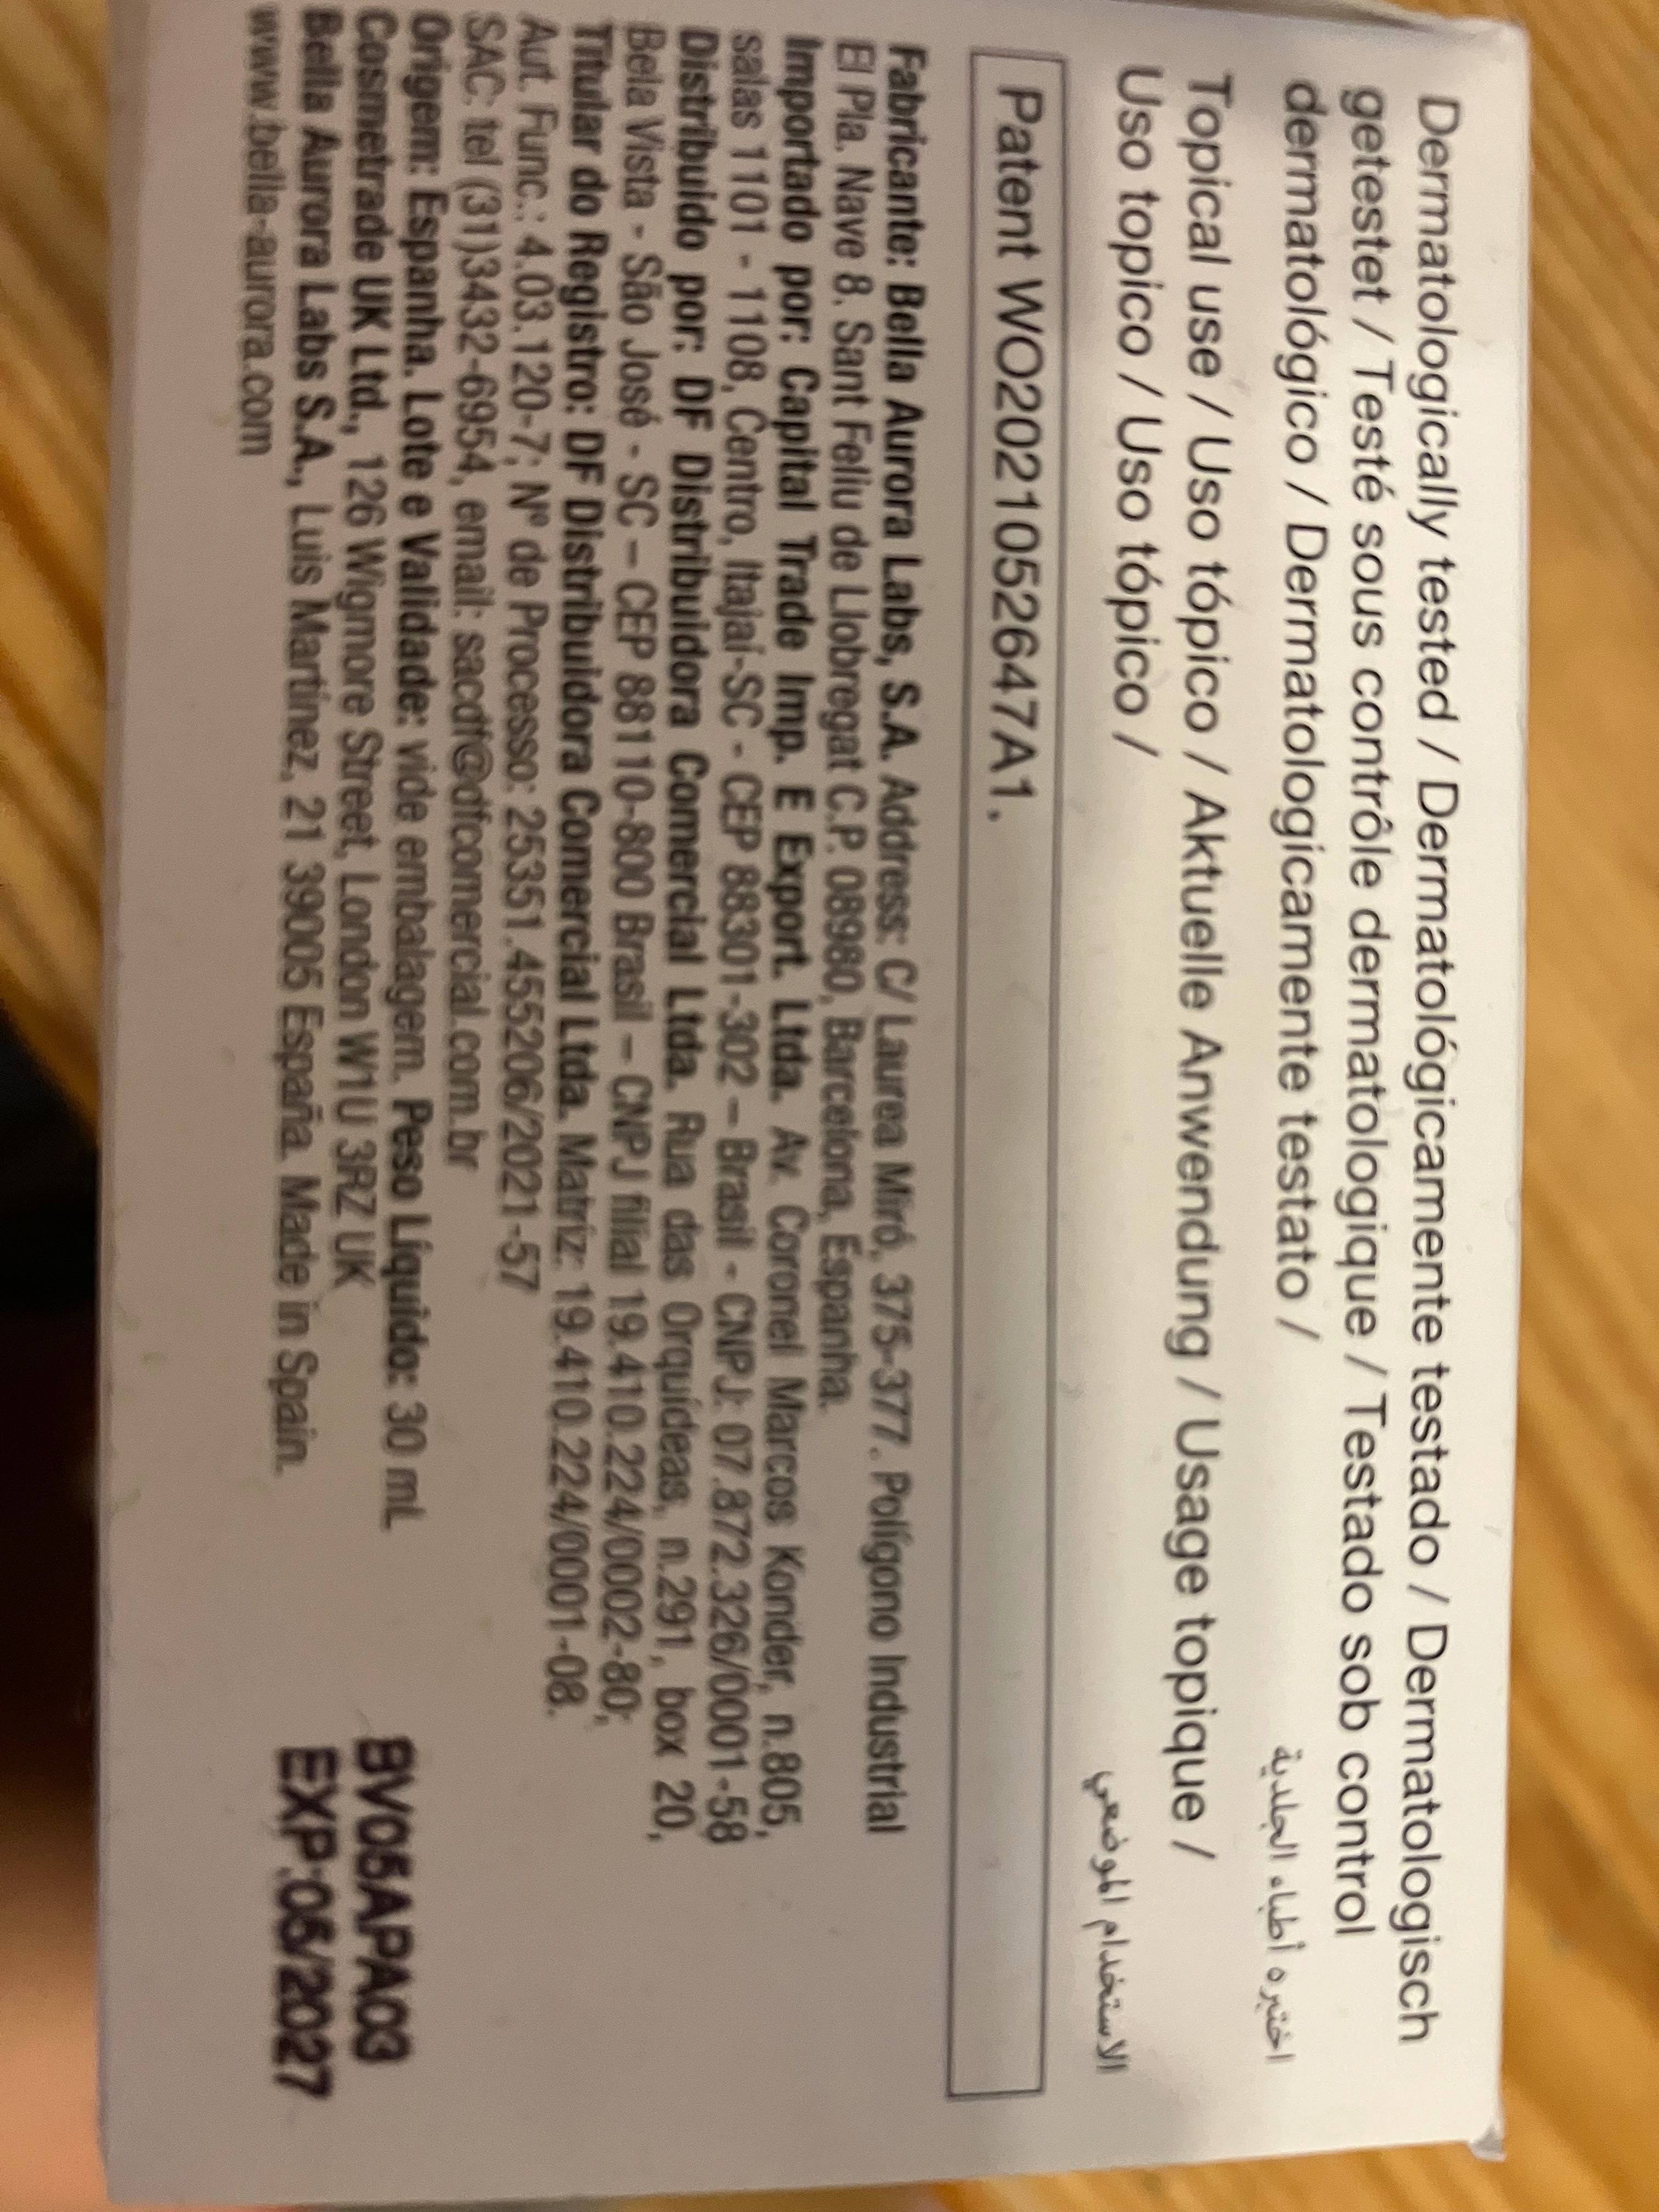 Dermatologically tested / Dermatológicamente testado / Dermatologisch
getestet / Testé sous contrôle dermatologique / Testado sob control
dermatológico / Dermatologicamente testato / اختبره أطباء الجلدية
Topical use / Uso tópico / Aktuelle Anwendung / Usage topique /
Uso topico / Uso tópico / الاستخدام الموضعي
Patent WO2021052647A1.
Fabricante: Bella Aurora Labs, S.A. Address: C/ Laurea Miró, 375-377. Polígono Industrial
El Pla. Nave 8. Sant Feliu de Llobregat C.P. 08980, Barcelona, Espanha.
Importado por: Capital Trade Imp. E Export. Ltda. Av. Coronel Marcos Konder, n.805,
salas 1101 - 1108, Centro, Itajaí-SC - CEP 88301-302 – Brasil - CNPJ: 07.872.326/0001-58
Distribuido por: DF Distribuidora Comercial Ltda. Rua das Orquídeas, n.291, box 20,
Bela Vista - São José - SC – CEP 88110-800 Brasil – CNPJ filial 19.410.224/0002-80;
Titular do Registro: DF Distribuidora Comercial Ltda. Matríz: 19.410.224/0001-08.
Aut. Func.: 4.03.120-7; Nº de Processo: 25351.455206/2021-57
SAC: tel (31)3432-6954, email: sacdf@dfcomercial.com.br
Origem: Espanha. Lote e Validade: vide embalagem. Peso Líquido: 30 mL
Cosmetrade UK Ltd., 126 Wigmore Street, London W1U 3RZ UK
Bella Aurora Labs S.A., Luis Martínez, 21 39005 España. Made in Spain.
www.bella-aurora.com
BV05APA03
EXP:05/2027